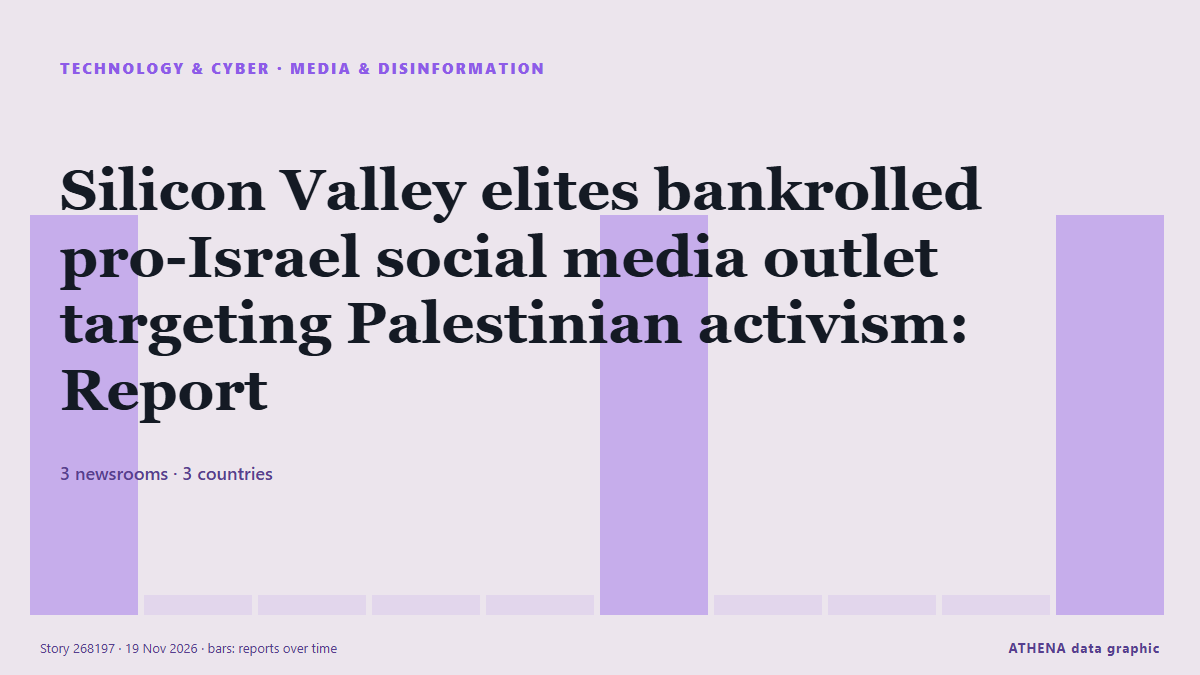 TECHNOLOGY & CYBER · MEDIA & DISINFORMATION
Silicon Valley elites bankrolled
pro-Israel social media outlet
targeting Palestinian activism:
Report
3 newsrooms · 3 countries
Story 268197 · 19 Nov 2026 · bars: reports over time
ATHENA data graphic